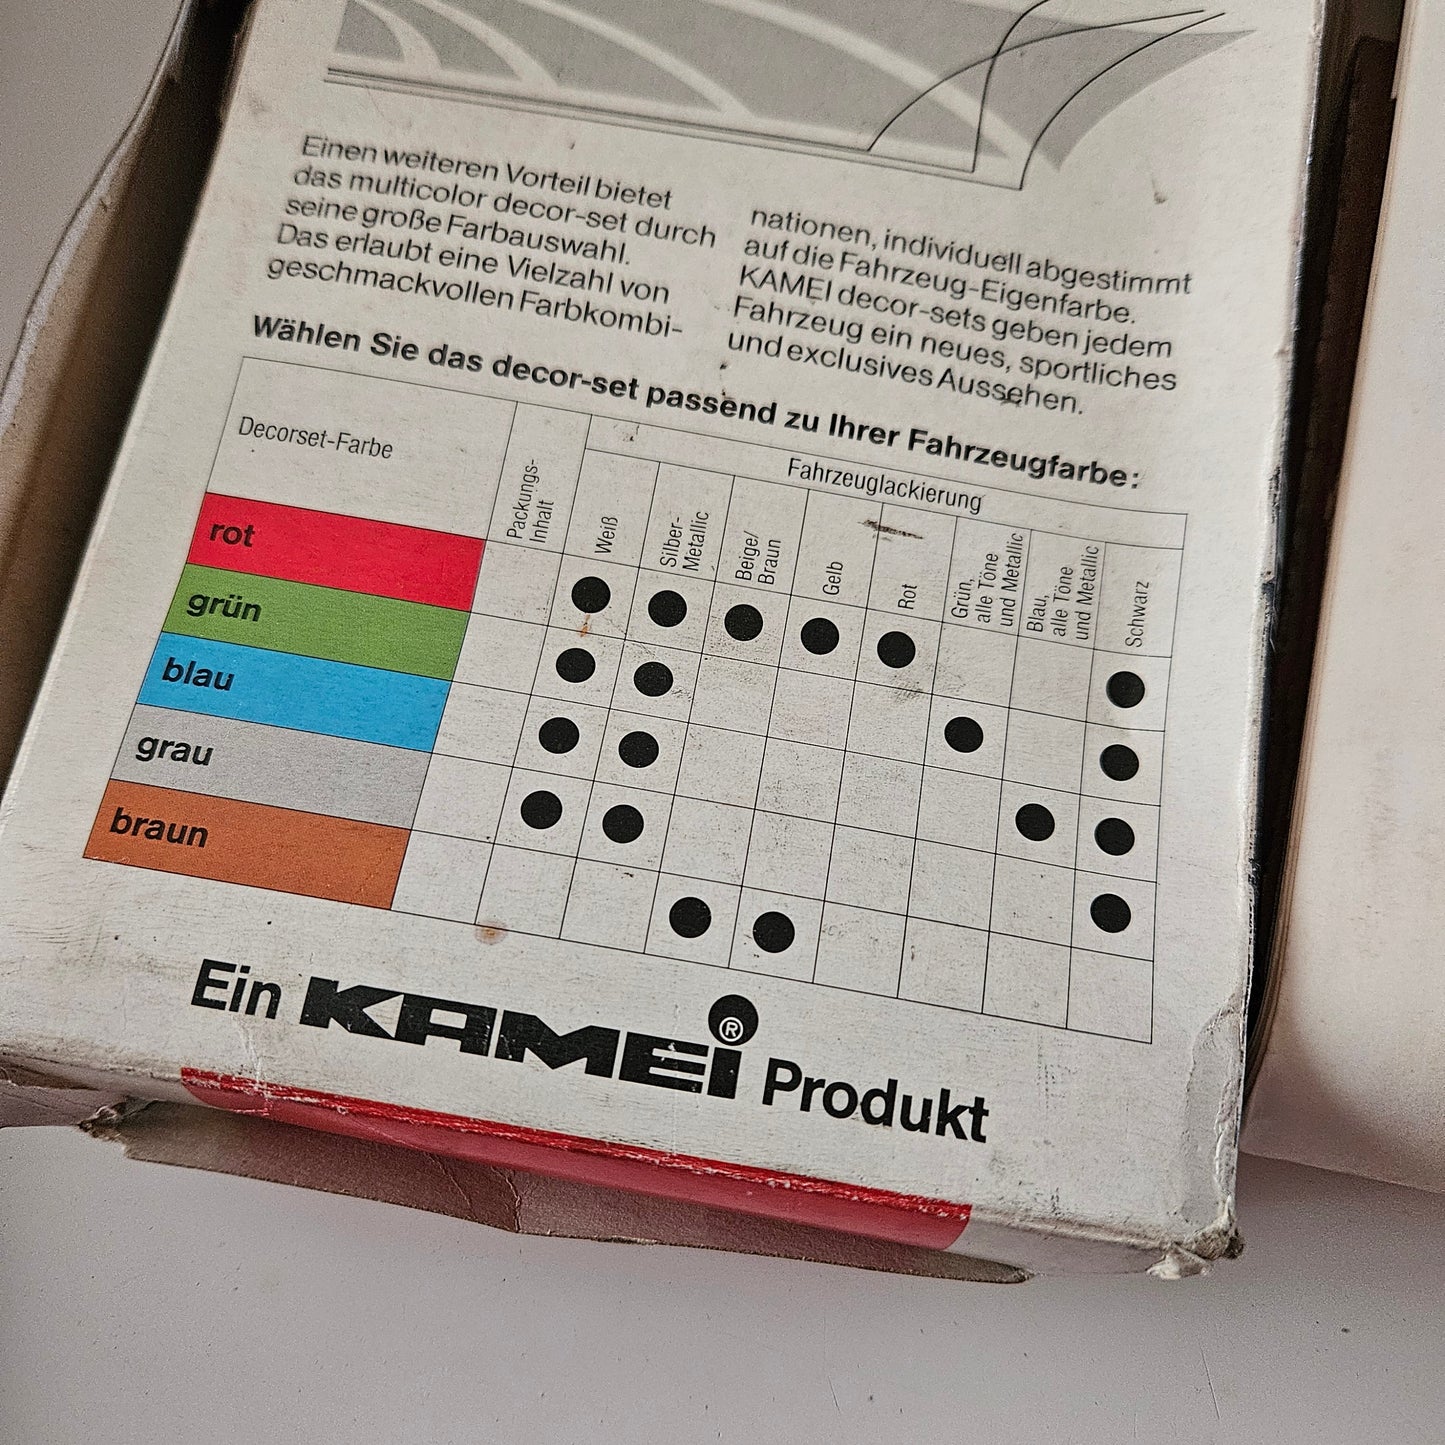 Einen weiteren Vorteil bietet
das multicolor decor-set durch
seine große Farbauswahl.
Das erlaubt eine Vielzahl von
geschmackvollen Farbkombi-
nationen, individuell abgestimmt
auf die Fahrzeug-Eigenfarbe.
KAMEI decor-sets geben jedem
Fahrzeug ein neues, sportliches
und exclusives Aussehen.
Wählen Sie das decor-set passend zu Ihrer Fahrzeugfarbe:
Decorset-Farbe
Packungs-
Inhalt
Fahrzeuglackierung
Weiß
Silber-
Metallic
Beige/
Braun
Gelb
Rot
Grün,
alle Töne
und Metallic
Blau,
alle Töne
und Metallic
Schwarz
rot
grün
blau
grau
braun
Ein KAMEI® Produkt